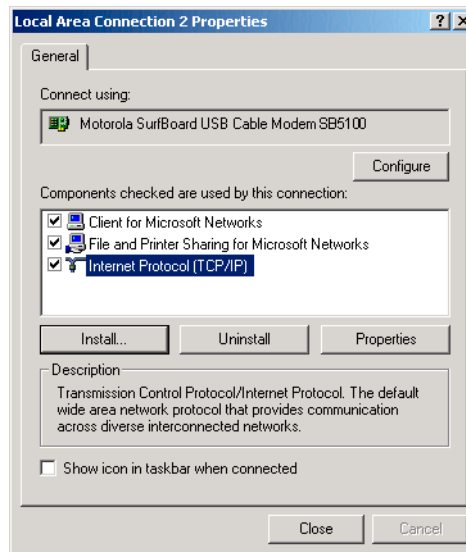 Local Area Connection 2 Properties
General
Connect using:
Motorola SurfBoard USB Cable Modem SB5100
Configure
Components checked are used by this connection:
Client for Microsoft Networks
File and Printer Sharing for Microsoft Networks
Internet Protocol (TCP/IP)
Install... Uninstall Properties
Description
Transmission Control Protocol/Internet Protocol. The default
wide area network protocol that provides communication
across diverse interconnected networks.
Show icon in taskbar when connected
Close Cancel